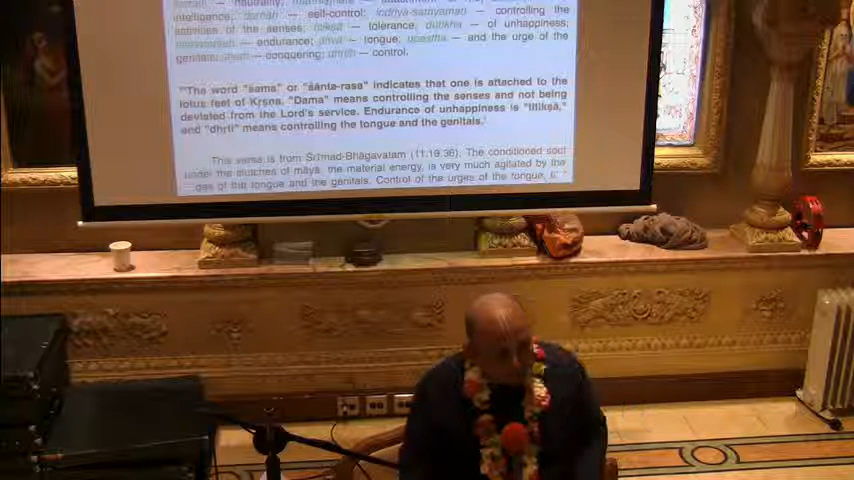 intelligence; damaḥ — self-control; indriya-saṁyamaḥ — controlling the
activities of the senses; titikṣā — tolerance; duḥkha — of unhappiness;
— endurance; jihvā — tongue; upastha — and the urge of the
genitals; jayaḥ — conquering; dhṛtiḥ — control.
"The word "śama" or "śānta-rasa" indicates that one is attached to the
lotus feet of Kṛṣṇa. "Dama" means controlling the senses and not being
deviated from the Lord's service. Endurance of unhappiness is "titikṣā,"
and "dhṛti" means controlling the tongue and the genitals.'
This verse is from Śrīmad-Bhāgavatam (11.19.36). The conditioned soul
under the clutches of māyā, the material energy, is very much agitated by the
of the tongue and the genitals. Control of the urges of the tongue,